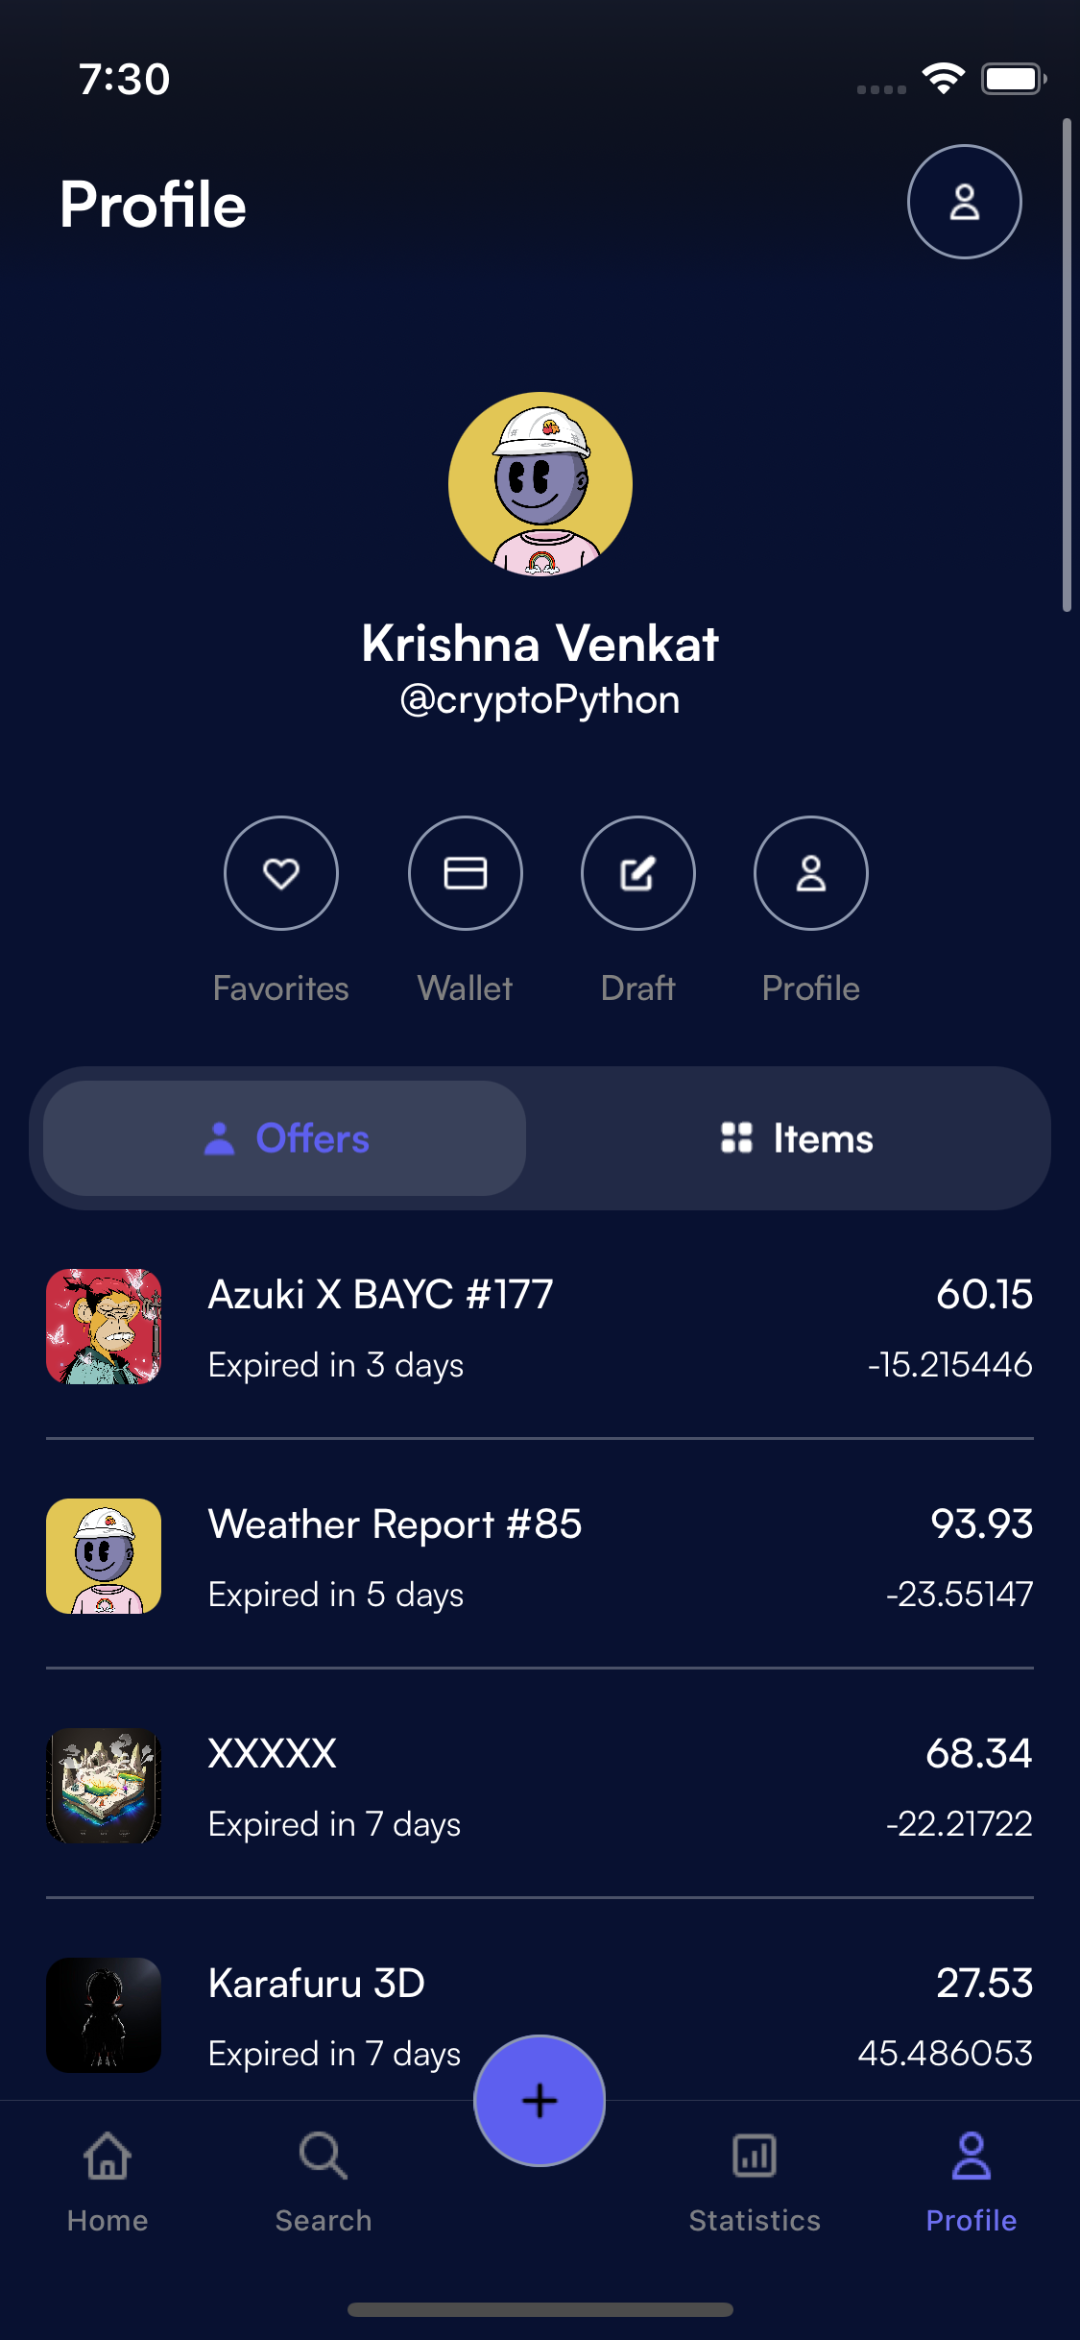 7:30
Profile
Krishna Venkat
@cryptoPython
Favorites Wallet Draft Profile
Offers Items
Azuki X BAYC #177 60.15
Expired in 3 days -15.215446
Weather Report #85 93.93
Expired in 5 days -23.55147
XXXXX 68.34
Expired in 7 days -22.21722
Karafuru 3D 27.53
Expired in 7 days 45.486053
Home Search Statistics Profile